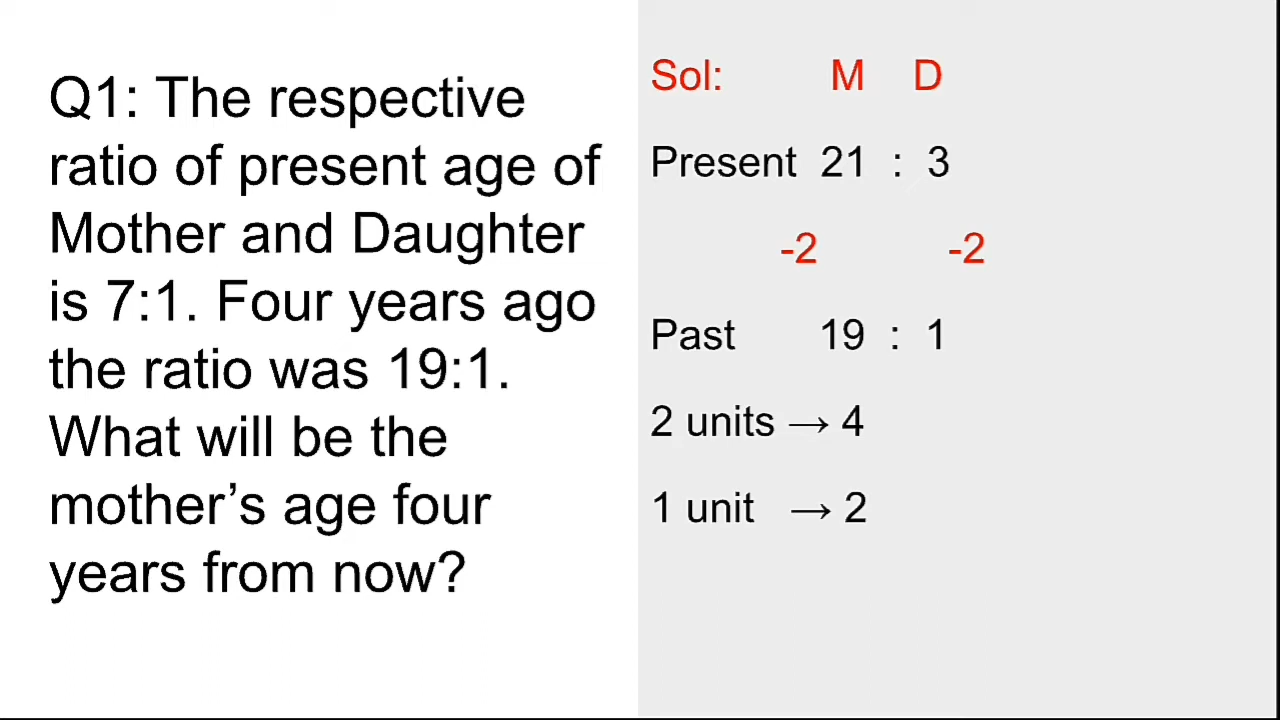 Q1: The respective
ratio of present age of
Mother and Daughter
is 7:1. Four years ago
the ratio was 19:1.
What will be the
mother’s age four
years from now?
Sol: M D
Present 21 : 3
-2 -2
Past 19 : 1
2 units → 4
1 unit → 2